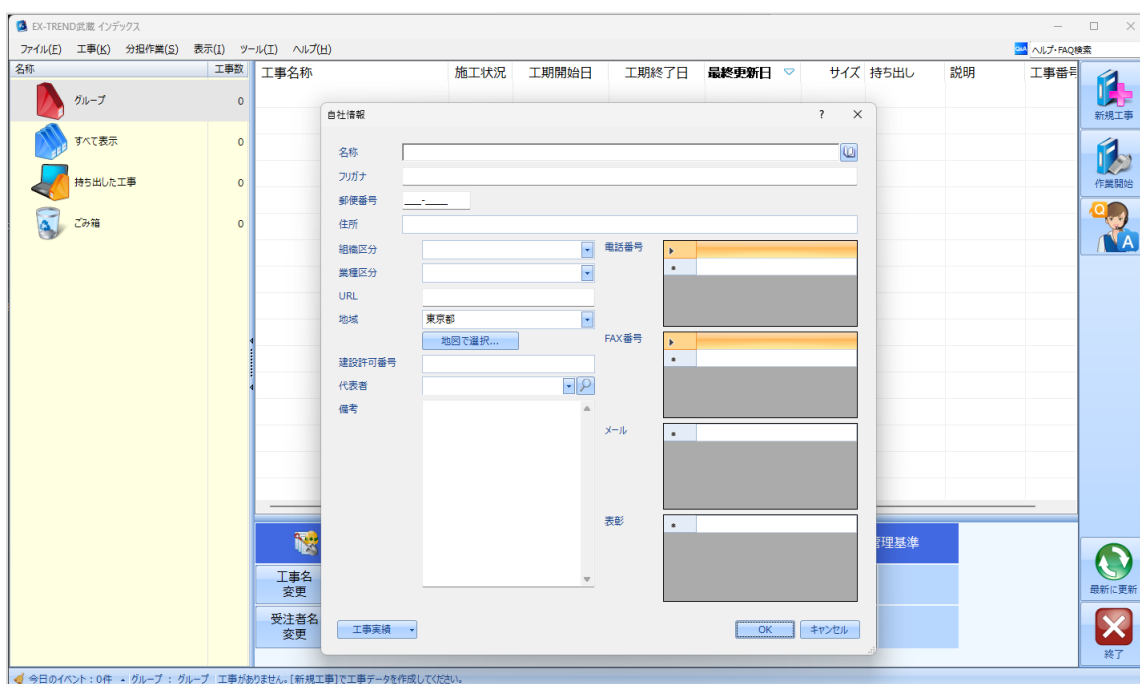 EX-TREND武蔵 インデックス
ファイル(F) 工事(K) 分担作業(S) 表示(I) ツール(T) ヘルプ(H)
Q&A ヘルプ・FAQ検索
名称 工事数
グループ 0
すべて表示 0
持ち出した工事 0
ごみ箱 0
工事名称 施工状況 工期開始日 工期終了日 最終更新日 サイズ 持ち出し 説明 工事番号
自社情報 ?
名称
フリガナ
郵便番号 ___-____
住所
組織区分
業種区分
URL
地域 東京都
地図で選択...
建設許可番号
代表者
備考
電話番号
FAX番号
メール
表彰
工事実績
OK
キャンセル
工事名
変更
受注者名
変更
管理基準
新規工事
作業開始
Q
A
最新に更新
終了
今日のイベント:0件 グループ : グループ 工事がありません。[新規工事]で工事データを作成してください。